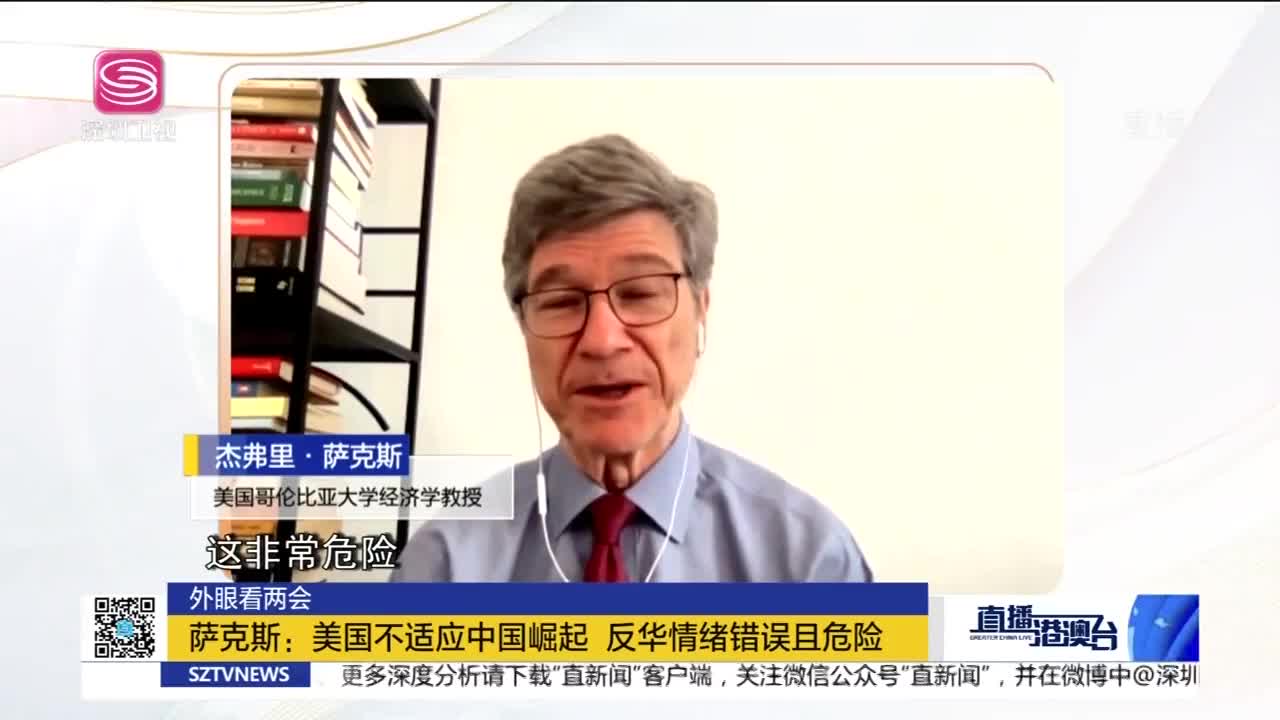 深圳卫视
直播
杰弗里·萨克斯
美国哥伦比亚大学经济学教授
这非常危险
外眼看两会
萨克斯：美国不适应中国崛起 反华情绪错误且危险
直播港澳台
GREATER CHINA LIVE
SZTVNEWS
更多深度分析请下载“直新闻”客户端，关注微信公众号“直新闻”，并在微博中@深圳